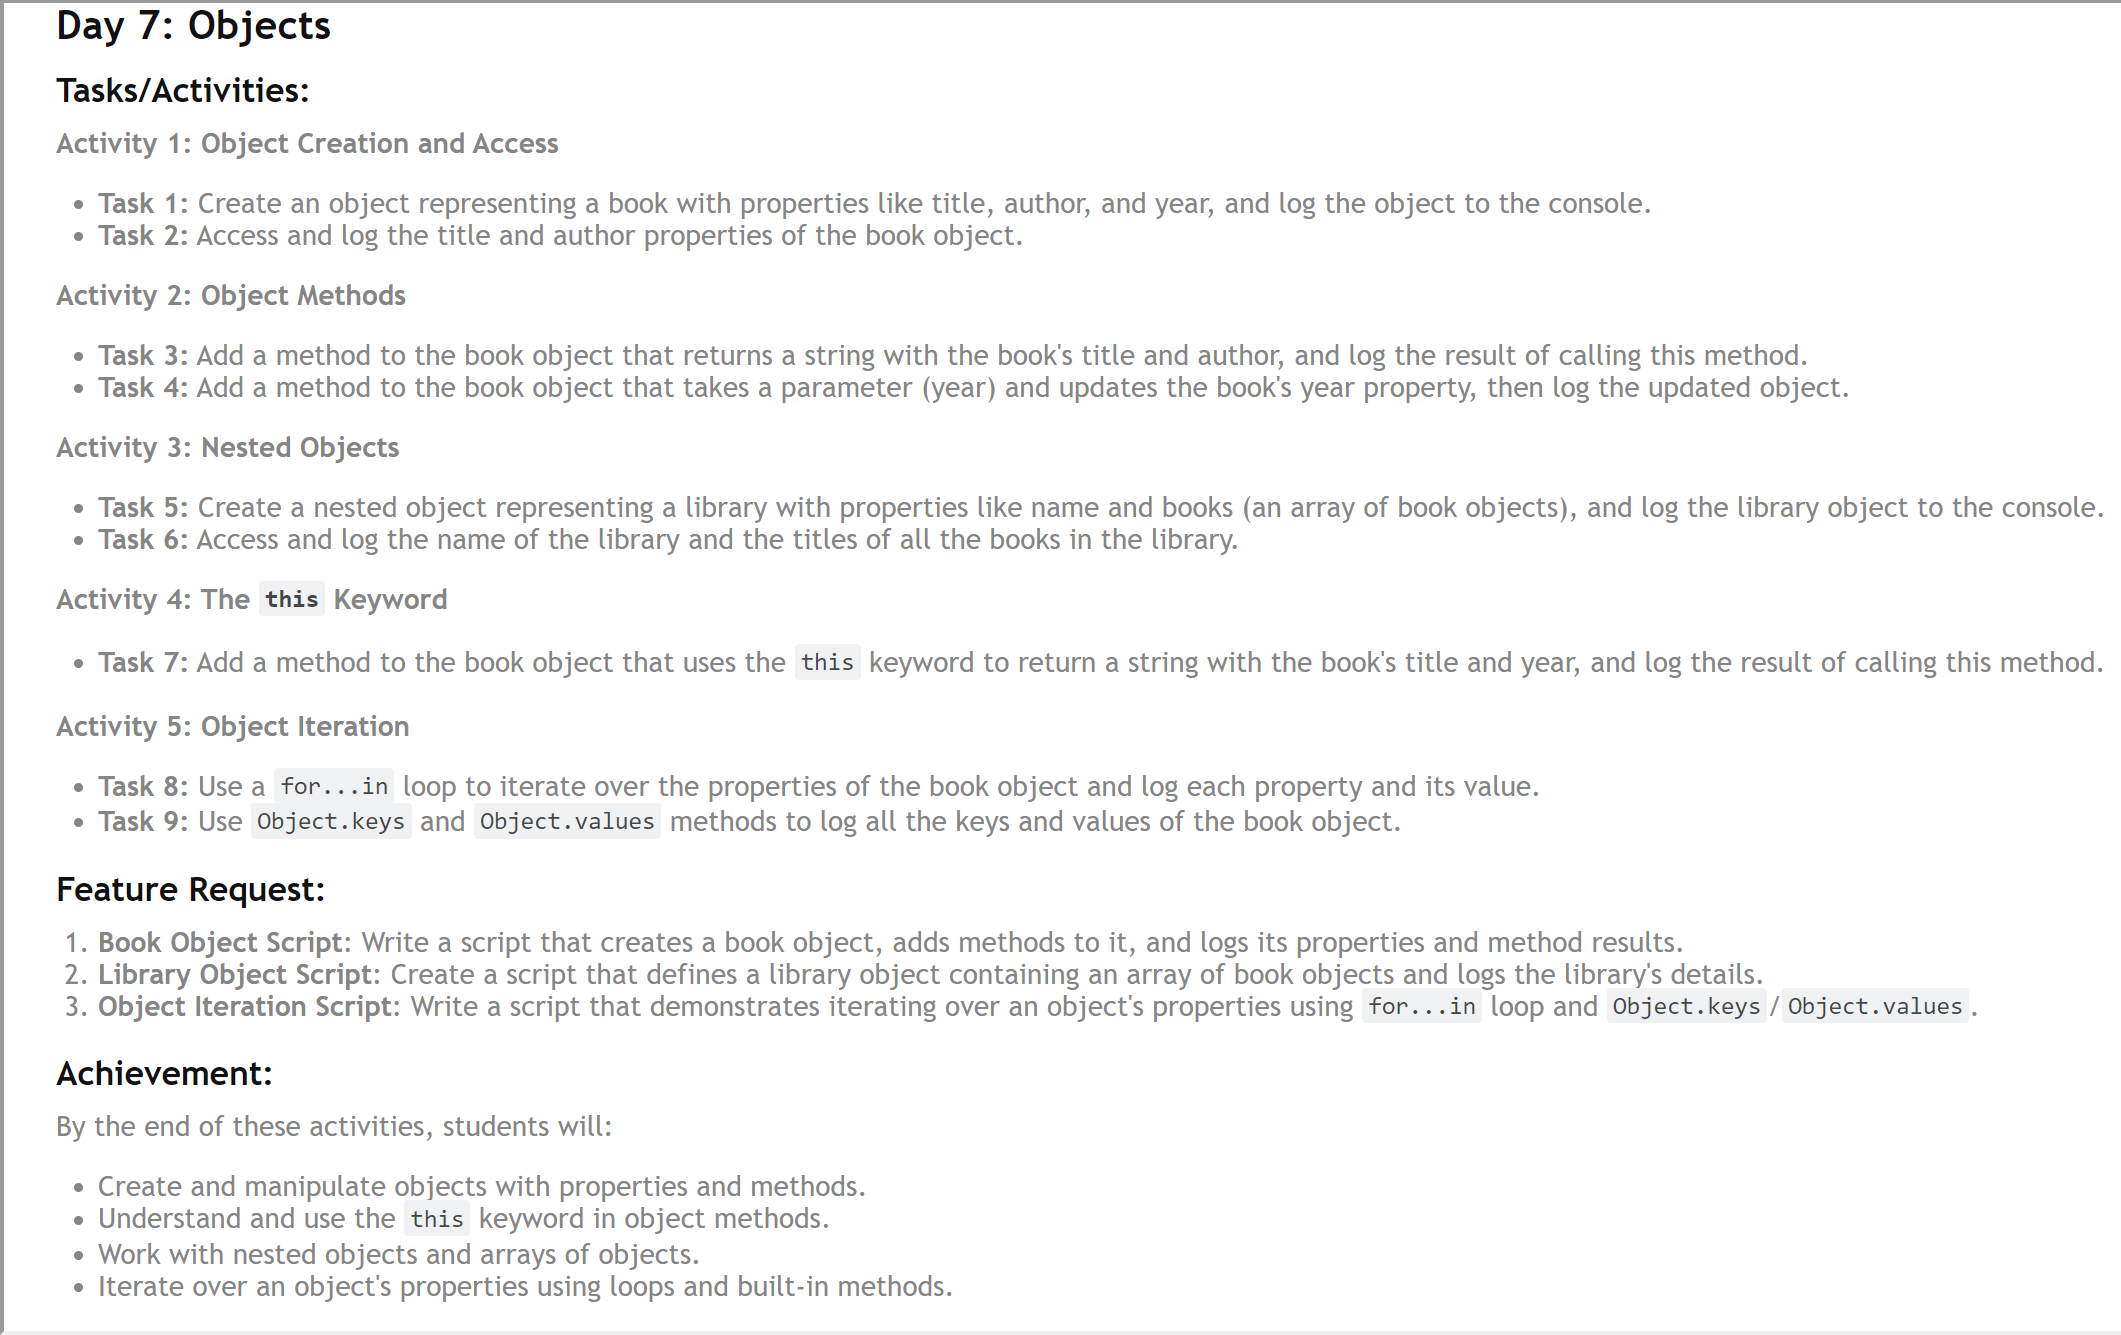 Day 7: Objects
Tasks/Activities:
Activity 1: Object Creation and Access
• Task 1: Create an object representing a book with properties like title, author, and year, and log the object to the console.
• Task 2: Access and log the title and author properties of the book object.
Activity 2: Object Methods
• Task 3: Add a method to the book object that returns a string with the book's title and author, and log the result of calling this method.
• Task 4: Add a method to the book object that takes a parameter (year) and updates the book's year property, then log the updated object.
Activity 3: Nested Objects
• Task 5: Create a nested object representing a library with properties like name and books (an array of book objects), and log the library object to the console.
• Task 6: Access and log the name of the library and the titles of all the books in the library.
Activity 4: The this Keyword
• Task 7: Add a method to the book object that uses the this keyword to return a string with the book's title and year, and log the result of calling this method.
Activity 5: Object Iteration
• Task 8: Use a for...in loop to iterate over the properties of the book object and log each property and its value.
• Task 9: Use Object.keys and Object.values methods to log all the keys and values of the book object.
Feature Request:
1. Book Object Script: Write a script that creates a book object, adds methods to it, and logs its properties and method results.
2. Library Object Script: Create a script that defines a library object containing an array of book objects and logs the library's details.
3. Object Iteration Script: Write a script that demonstrates iterating over an object's properties using for...in loop and Object.keys/Object.values.
Achievement:
By the end of these activities, students will:
• Create and manipulate objects with properties and methods.
• Understand and use the this keyword in object methods.
• Work with nested objects and arrays of objects.
• Iterate over an object's properties using loops and built-in methods.